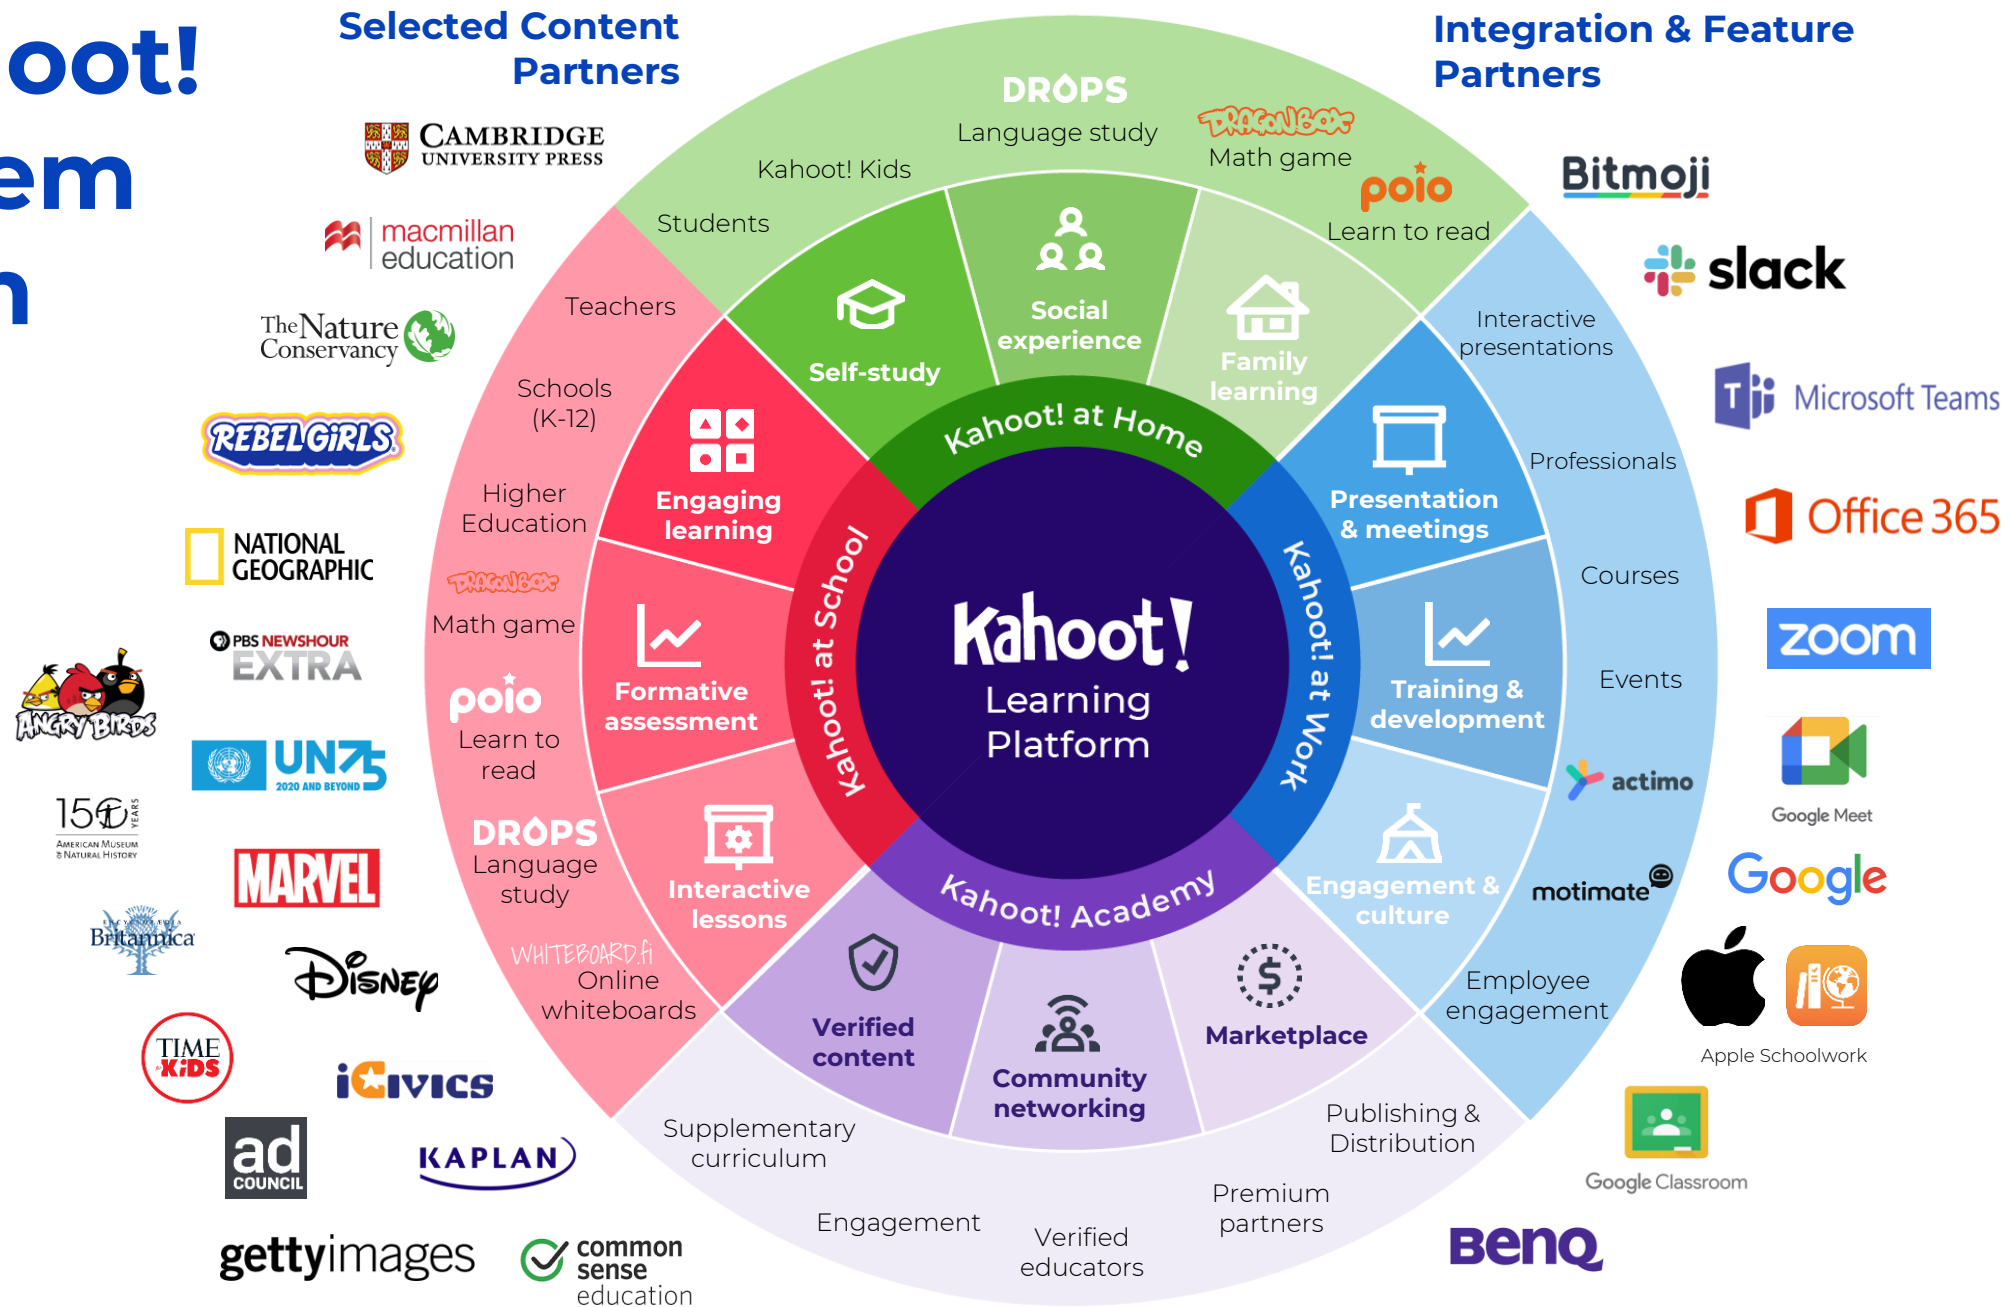 oot!
em
n
Selected Content
Partners
Integration & Feature
Partners
CAMBRIDGE
UNIVERSITY PRESS
macmillan
education
The Nature
Conservancy
REBEL GiRLS
NATIONAL
GEOGRAPHIC
PBS NEWSHOUR
EXTRA
ANGRY BIRDS
UN75
2020 AND BEYOND
150 YEARS
AMERICAN MUSEUM
& NATURAL HISTORY
MARVEL
ENCYCLOPÆDIA
Britannica
DISNEY
TIME
for KiDS
iCIVICS
ad
COUNCIL
KAPLAN
gettyimages
common
sense
education
DROPS
Language study
DRAGONBOX
Math game
poio
Learn to read
Kahoot! Kids
Students
Self-study
Social
experience
Family
learning
Kahoot! at Home
Teachers
Schools
(K-12)
Higher
Education
DRAGONBOX
Math game
poio
Learn to
read
DROPS
Language
study
WHITEBOARD.fi
Online
whiteboards
Engaging
learning
Formative
assessment
Interactive
lessons
Kahoot! at School
Kahoot!
Learning
Platform
Kahoot! at Work
Presentation
& meetings
Training &
development
Engagement &
culture
Interactive
presentations
Professionals
Courses
Events
actimo
motimate
Employee
engagement
Kahoot! Academy
Verified
content
Community
networking
Marketplace
$
Supplementary
curriculum
Engagement
Verified
educators
Premium
partners
Publishing &
Distribution
Bitmoji
slack
T Microsoft Teams
Office 365
zoom
Google Meet
Google
Apple Schoolwork
Google Classroom
BenQ